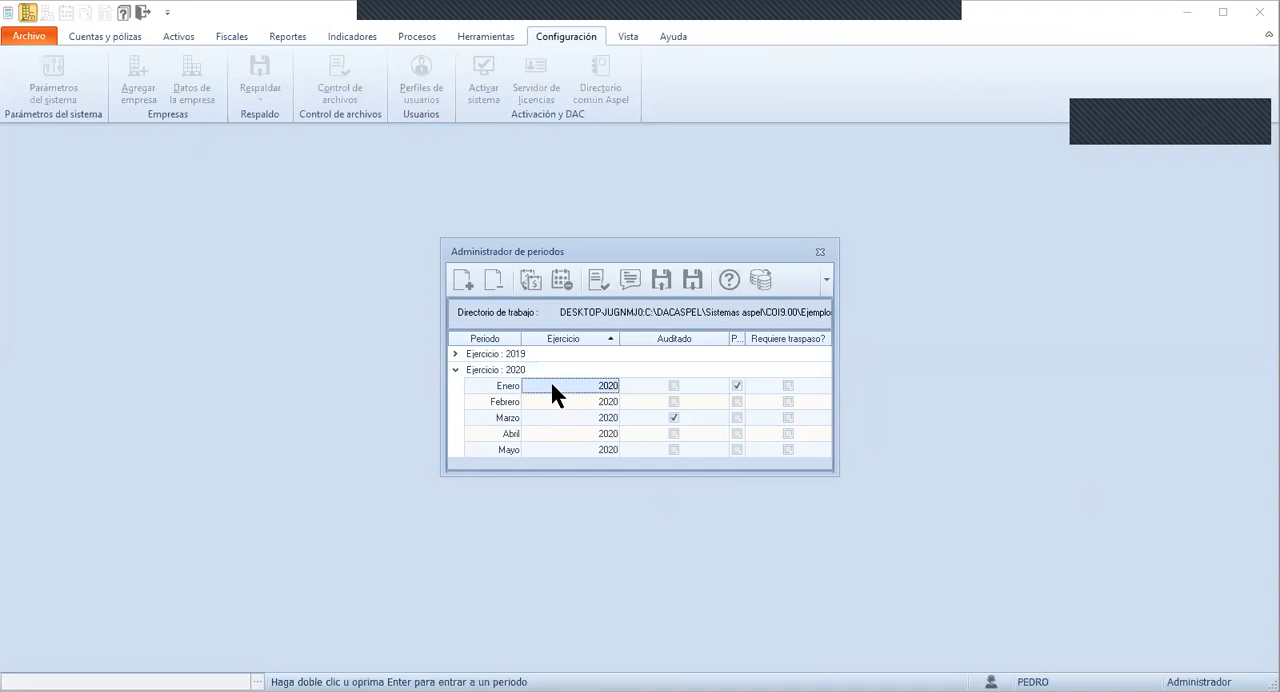 Archivo Cuentas y pólizas Activos Fiscales Reportes Indicadores Procesos Herramientas Configuración Vista Ayuda
Parámetros del sistema
Parámetros del sistema
Agregar empresa
Datos de la empresa
Empresas
Respaldar
Respaldo
Control de archivos
Control de archivos
Perfiles de usuarios
Usuarios
Activar sistema
Servidor de licencias
Directorio común Aspel
Activación y DAC
Administrador de periodos
Directorio de trabajo : DESKTOP-JUGNMJ0:C:\DACASPEL\Sistemas aspel\COI9.00\Ejemplos
Periodo Ejercicio Auditado P... Requiere traspaso?
Ejercicio : 2019
Ejercicio : 2020
Enero 2020
Febrero 2020
Marzo 2020
Abril 2020
Mayo 2020
Haga doble clic u oprima Enter para entrar a un periodo PEDRO Administrador